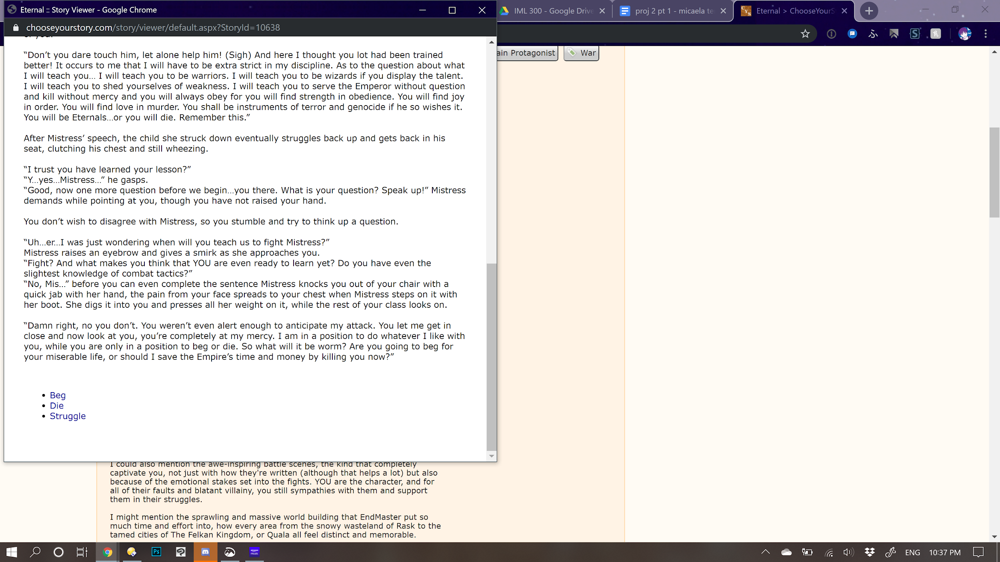 Eternal :: Story Viewer - Google Chrome
IML 300 - Google Drive
proj 2 pt 1 - micaela te
Eternal > ChooseYourS
chooseyourstory.com/story/viewer/default.aspx?StoryId=10638
or you.
ain Protagonist
War
“Don’t you dare touch him, let alone help him! (Sigh) And here I thought you lot had been trained
better! It occurs to me that I will have to be extra strict in my discipline. As to the question about what
I will teach you… I will teach you to be warriors. I will teach you to be wizards if you display the talent.
I will teach you to shed yourselves of weakness. I will teach you to serve the Emperor without question
and kill without mercy and you will always obey for you will find strength in obedience. You will find joy
in order. You will find love in murder. You shall be instruments of terror and genocide if he so wishes it.
You will be Eternals…or you will die. Remember this.”
After Mistress’ speech, the child she struck down eventually struggles back up and gets back in his
seat, clutching his chest and still wheezing.
“I trust you have learned your lesson?”
“Y…yes…Mistress…” he gasps.
“Good, now one more question before we begin…you there. What is your question? Speak up!” Mistress
demands while pointing at you, though you have not raised your hand.
You don’t wish to disagree with Mistress, so you stumble and try to think up a question.
“Uh…er…I was just wondering when will you teach us to fight Mistress?”
Mistress raises an eyebrow and gives a smirk as she approaches you.
“Fight? And what makes you think that YOU are even ready to learn yet? Do you have even the
slightest knowledge of combat tactics?”
“No, Mis…” before you can even complete the sentence Mistress knocks you out of your chair with a
quick jab with her hand, the pain from your face spreads to your chest when Mistress steps on it with
her boot. She digs it into you and presses all her weight on it, while the rest of your class looks on.
“Damn right, no you don’t. You weren’t even alert enough to anticipate my attack. You let me get in
close and now look at you, you’re completely at my mercy. I am in a position to do whatever I like with
you, while you are only in a position to beg or die. So what will it be worm? Are you going to beg for
your miserable life, or should I save the Empire’s time and money by killing you now?”
• Beg
• Die
• Struggle
I could also mention the awe-inspiring battle scenes, the kind that completely
captivate you, not just with how they're written (although that helps a lot) but also
because of the emotional stakes set into the fights. YOU are the character, and for
all of their faults and blatant villainy, you still sympathies with them and support
them in their struggles.
I might mention the sprawling and massive world building that EndMaster put so
much time and effort into, how every area from the snowy wasteland of Rask to the
tamed cities of The Felkan Kingdom, or Quala all feel distinct and memorable.
Ps
amazon
music
ENG
10:37 PM